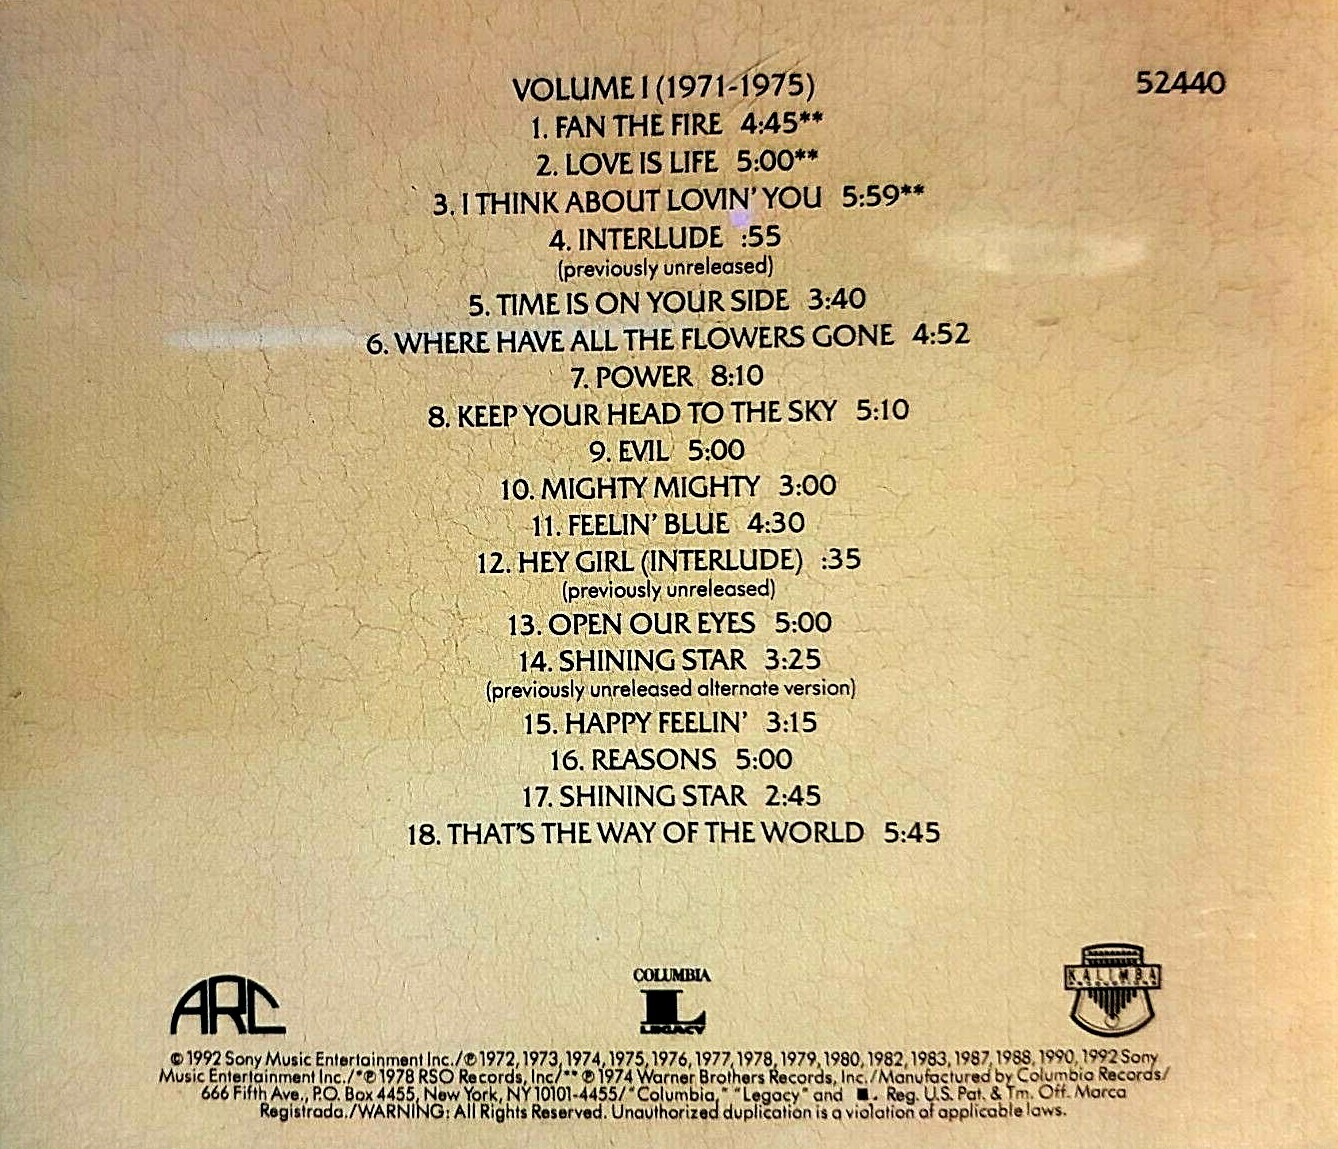 VOLUME I (1971-1975) 52440
1. FAN THE FIRE 4:45**
2. LOVE IS LIFE 5:00**
3. I THINK ABOUT LOVIN' YOU 5:59**
4. INTERLUDE :55
(previously unreleased)
5. TIME IS ON YOUR SIDE 3:40
6. WHERE HAVE ALL THE FLOWERS GONE 4:52
7. POWER 8:10
8. KEEP YOUR HEAD TO THE SKY 5:10
9. EVIL 5:00
10. MIGHTY MIGHTY 3:00
11. FEELIN' BLUE 4:30
12. HEY GIRL (INTERLUDE) :35
(previously unreleased)
13. OPEN OUR EYES 5:00
14. SHINING STAR 3:25
(previously unreleased alternate version)
15. HAPPY FEELIN' 3:15
16. REASONS 5:00
17. SHINING STAR 2:45
18. THAT'S THE WAY OF THE WORLD 5:45
ARC
COLUMBIA
L
LEGACY
KALIMBA
PRODUCTIONS
© 1992 Sony Music Entertainment Inc./℗ 1972, 1973, 1974, 1975, 1976, 1977, 1978, 1979, 1980, 1982, 1983, 1987, 1988, 1990, 1992 Sony
Music Entertainment Inc./*℗ 1978 RSO Records, Inc/** ℗ 1974 Warner Brothers Records, Inc./Manufactured by Columbia Records/
666 Fifth Ave., P.O. Box 4455, New York, NY 10101-4455/"Columbia," "Legacy" and Reg. U.S. Pat. & Tm. Off. Marca
Registrada./WARNING: All Rights Reserved. Unauthorized duplication is a violation of applicable laws.